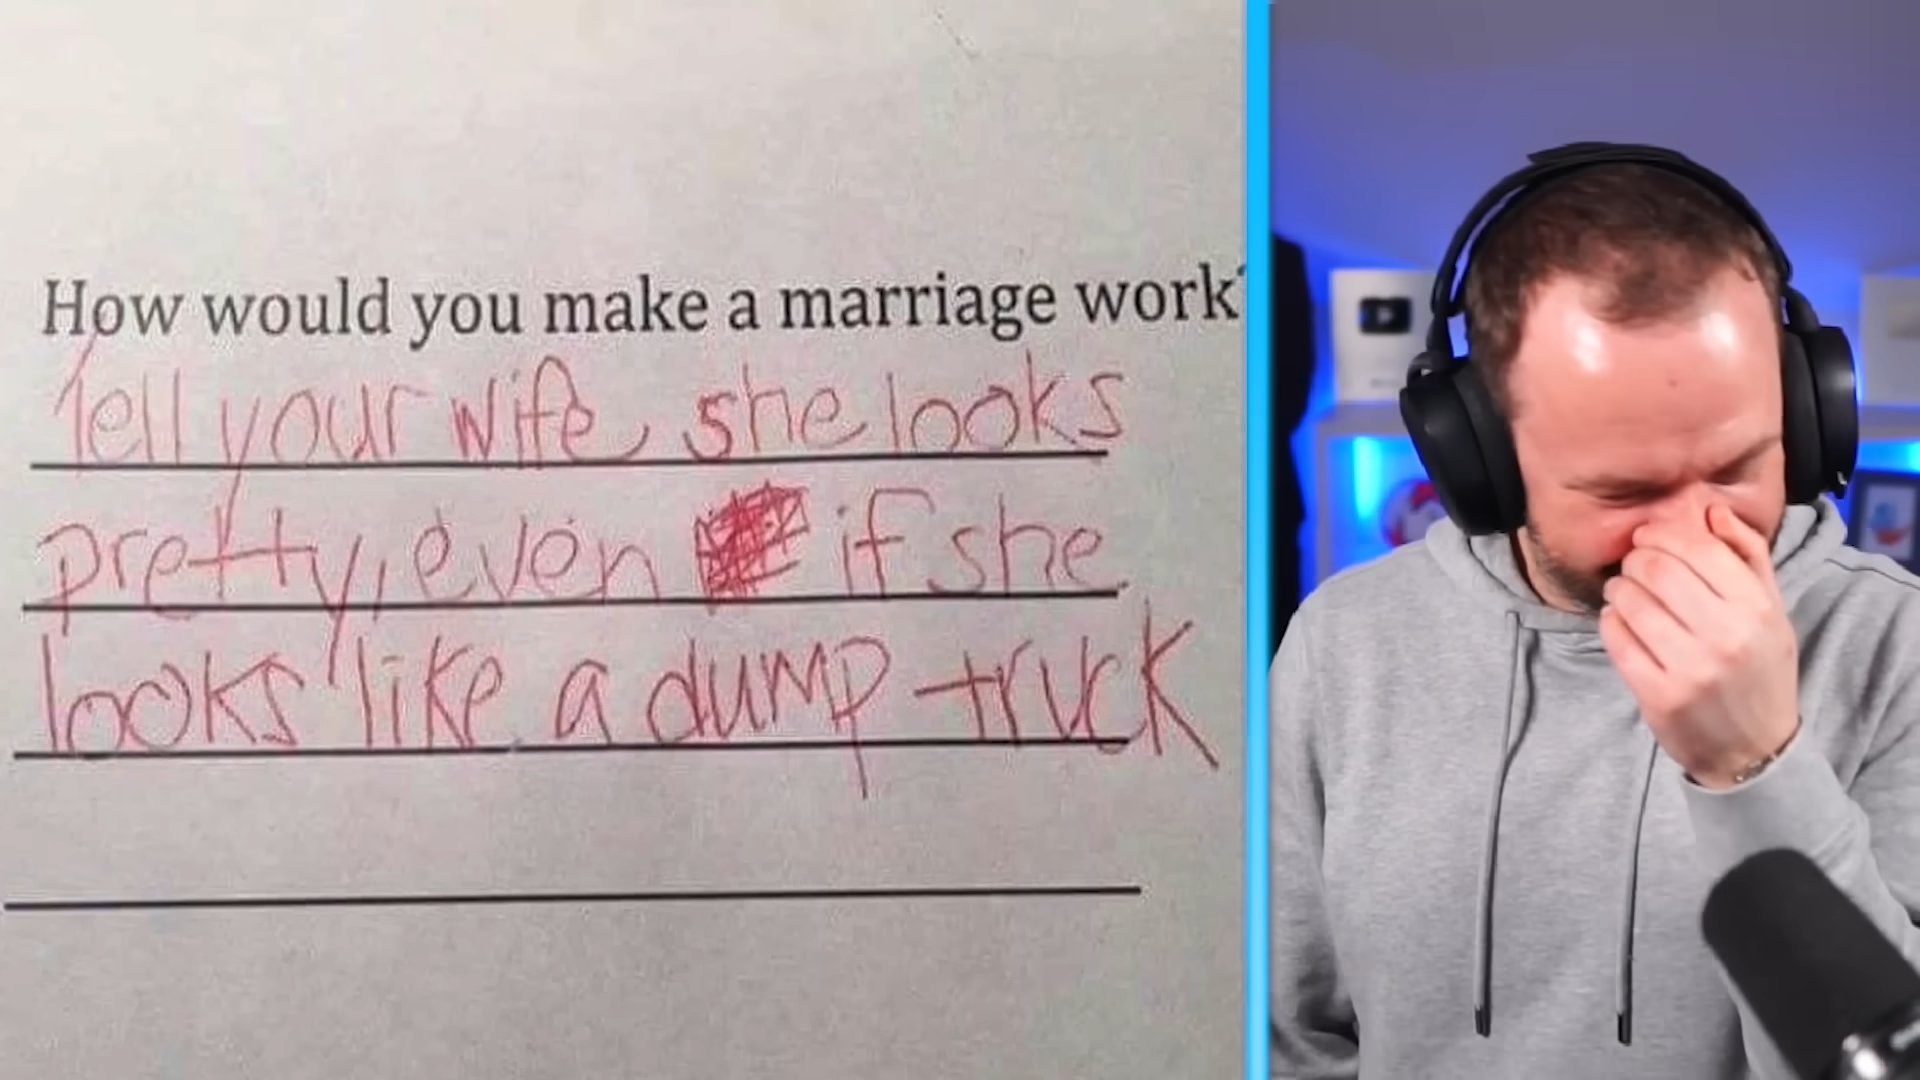 How would you make a marriage work?
Tell your wife she looks
pretty, even if she
looks like a dump truck